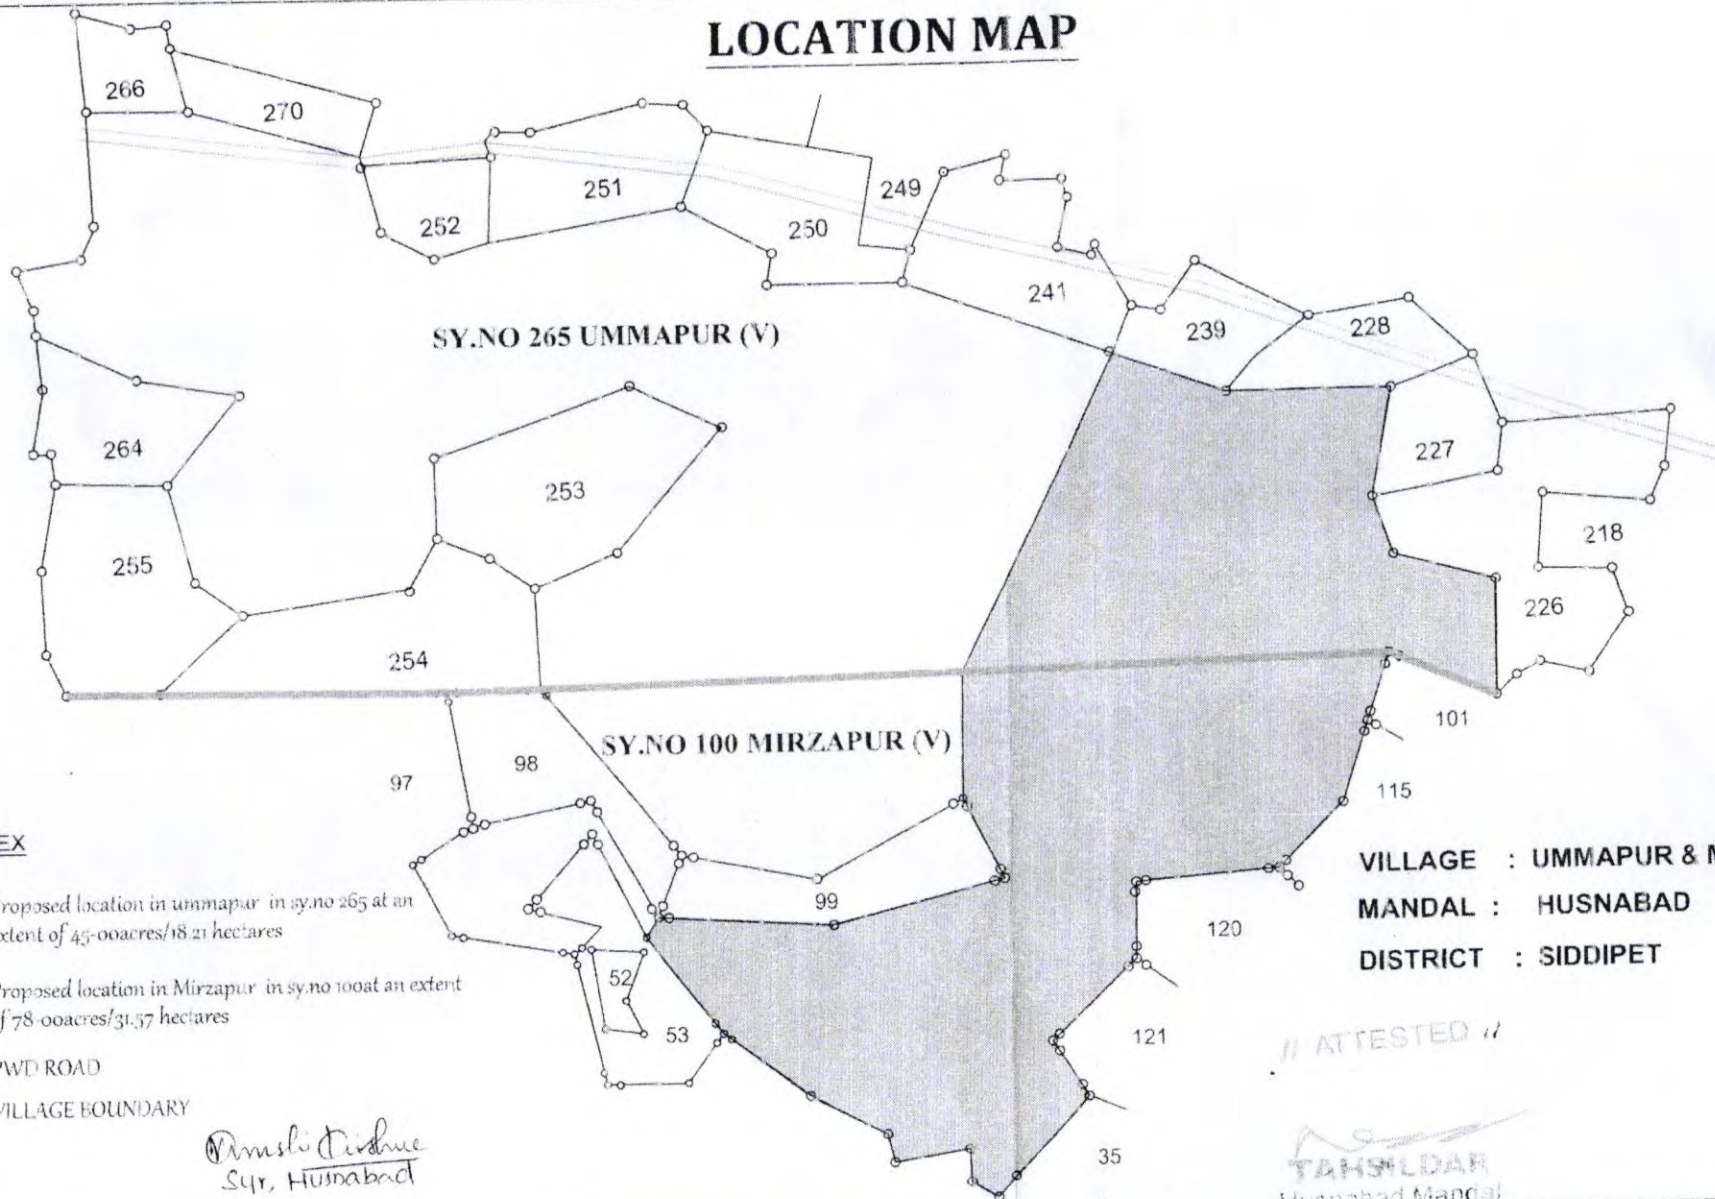 LOCATION MAP
266
270
252
251
250
249
241
239
228
227
218
226
SY.NO 265 UMMAPUR (V)
264
253
255
254
SY.NO 100 MIRZAPUR (V)
97
98
99
101
115
120
121
35
52
53
EX
roposed location in ummapur in sy.no 265 at an
xtent of 45-00acres/18.21 hectares
Proposed location in Mirzapur in sy.no 100at an extent
f 78-00acres/31.57 hectares
PWD ROAD
VILLAGE BOUNDARY
Syr, Husnabad
VILLAGE : UMMAPUR & M
MANDAL : HUSNABAD
DISTRICT : SIDDIPET
// ATTESTED //
TAHSILDAR
Husnabad Mandal